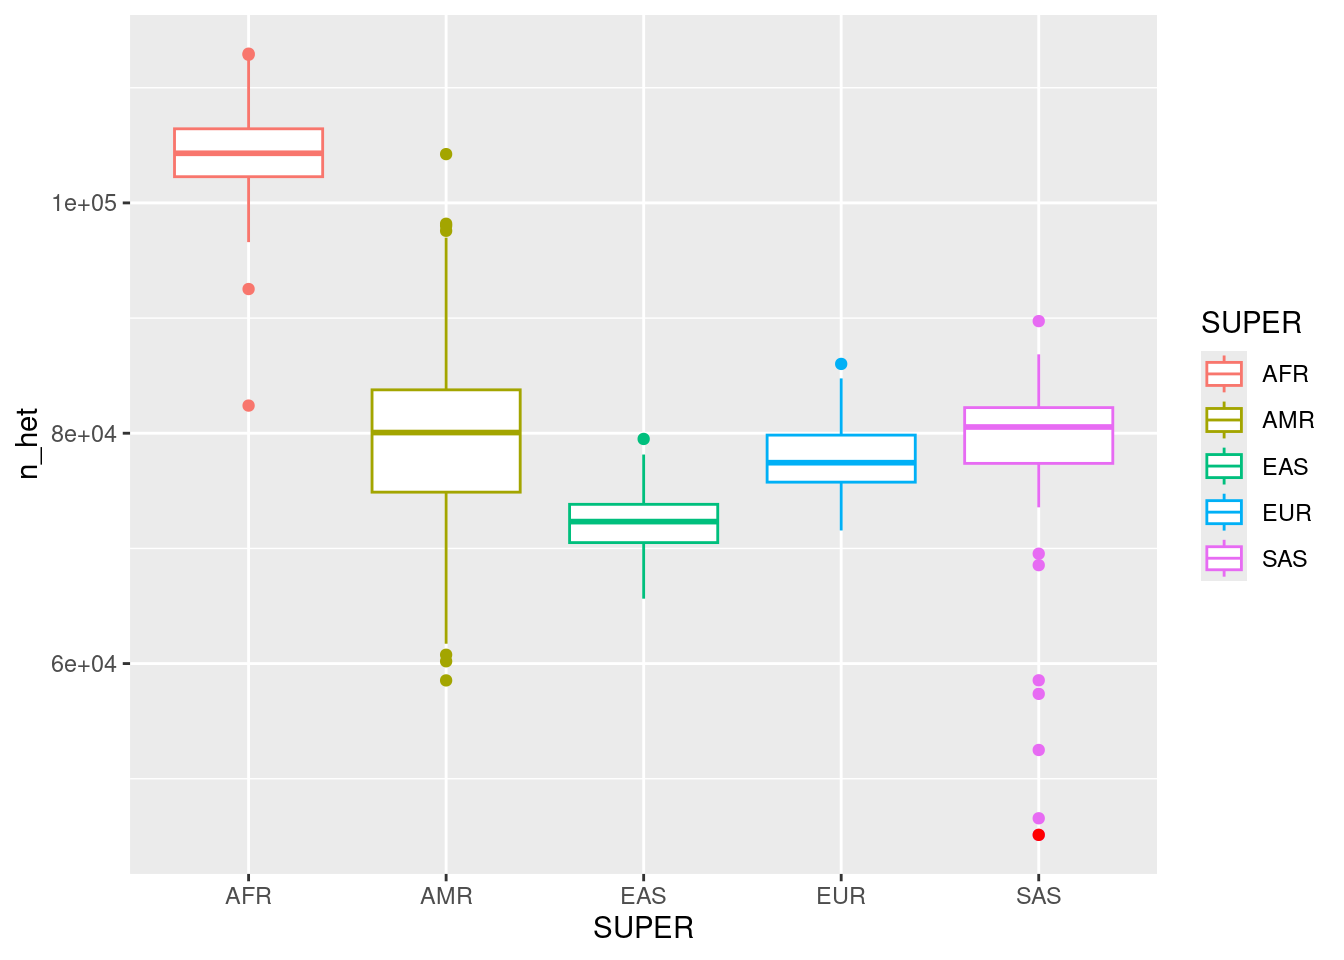 n_het
1e+05
8e+04
6e+04
AFR AMR EAS EUR SAS
SUPER
SUPER
AFR
AMR
EAS
EUR
SAS